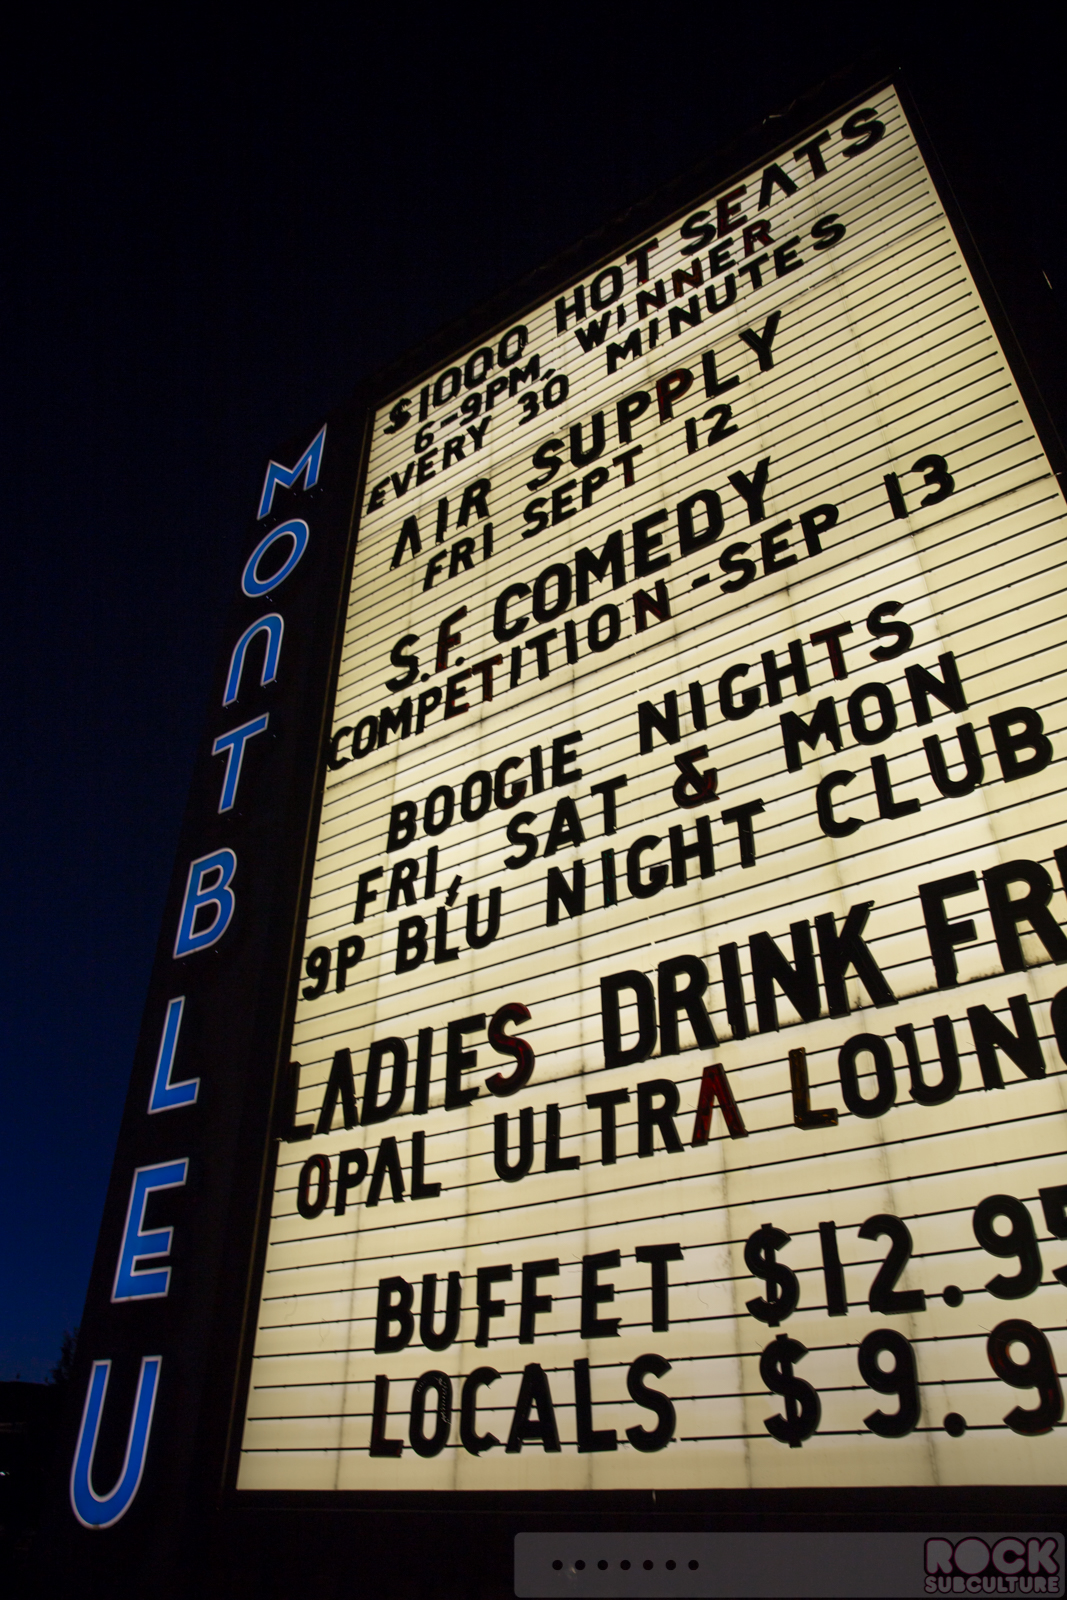 MONTBLEU
$1000 HOT SEATS
6-9PM, WINNER
EVERY 30 MINUTES
AIR SUPPLY
FRI SEPT 12
S.F. COMEDY
COMPETITION-SEP 13
BOOGIE NIGHTS
FRI, SAT & MON
9P BLU NIGHT CLUB
LADIES DRINK FR
OPAL ULTRA LOUN
BUFFET $12.95
LOCALS $9.9
ROCK
SUBCULTURE